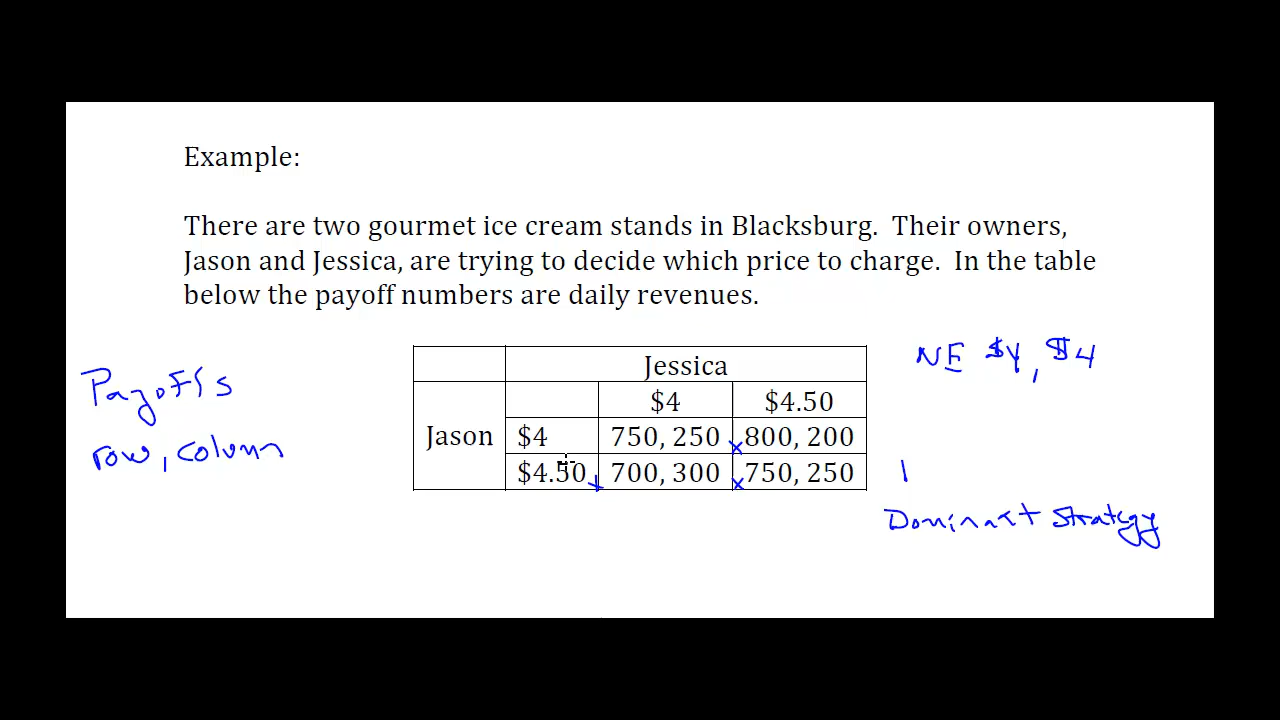 Example:
There are two gourmet ice cream stands in Blacksburg. Their owners,
Jason and Jessica, are trying to decide which price to charge. In the table
below the payoff numbers are daily revenues.
Jessica
$4 $4.50
Jason $4 750, 250 800, 200
$4.50 700, 300 750, 250
Payoffs
row, column
NE $4, $4
Dominant Strategy